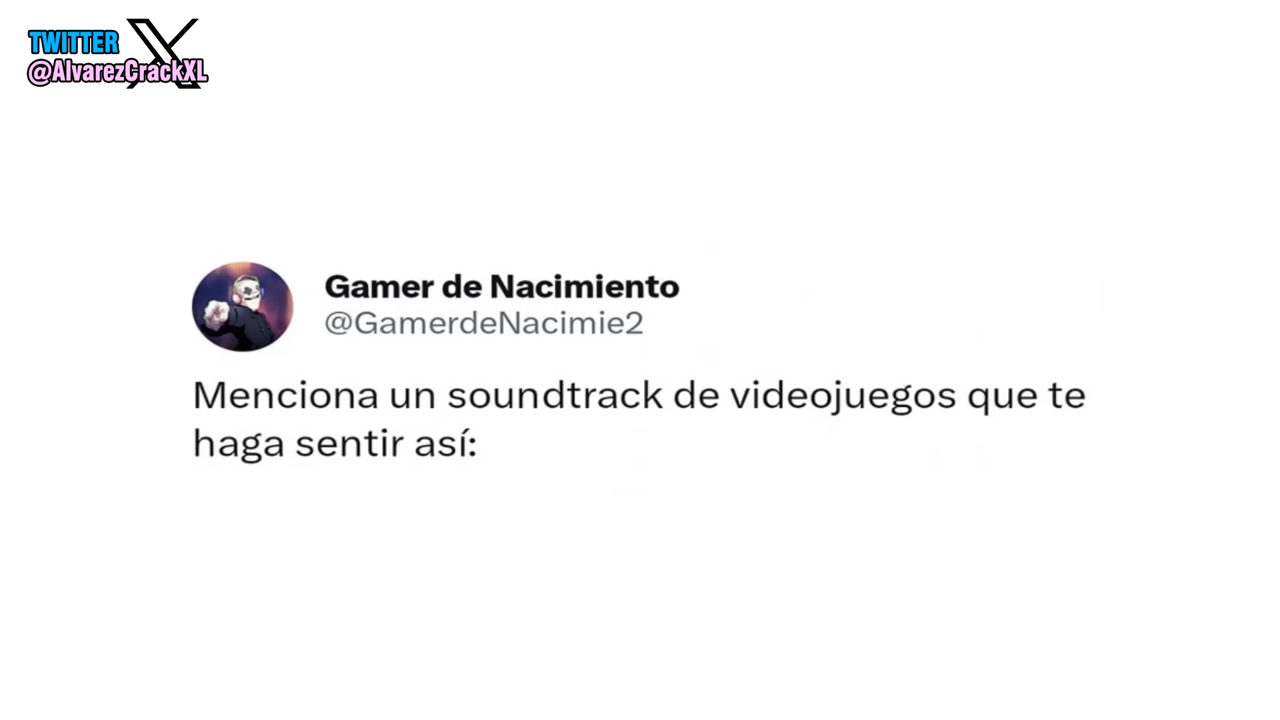 TWITTER
@AlvarezCrackXL
Gamer de Nacimiento
@GamerdeNacimie2
Menciona un soundtrack de videojuegos que te
haga sentir así: